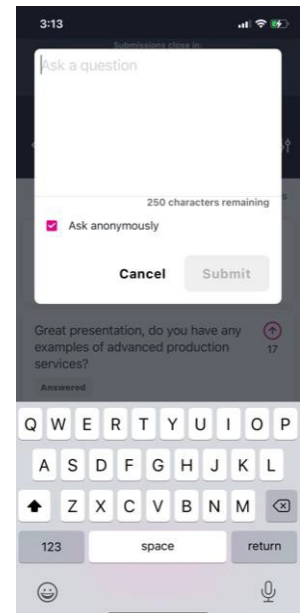 3:13
Submissions close in:
Ask a question
250 characters remaining
Ask anonymously
Cancel Submit
Great presentation, do you have any
examples of advanced production
services?
17
Answered
Q W E R T Y U I O P
A S D F G H J K L
Z X C V B N M
123 space return